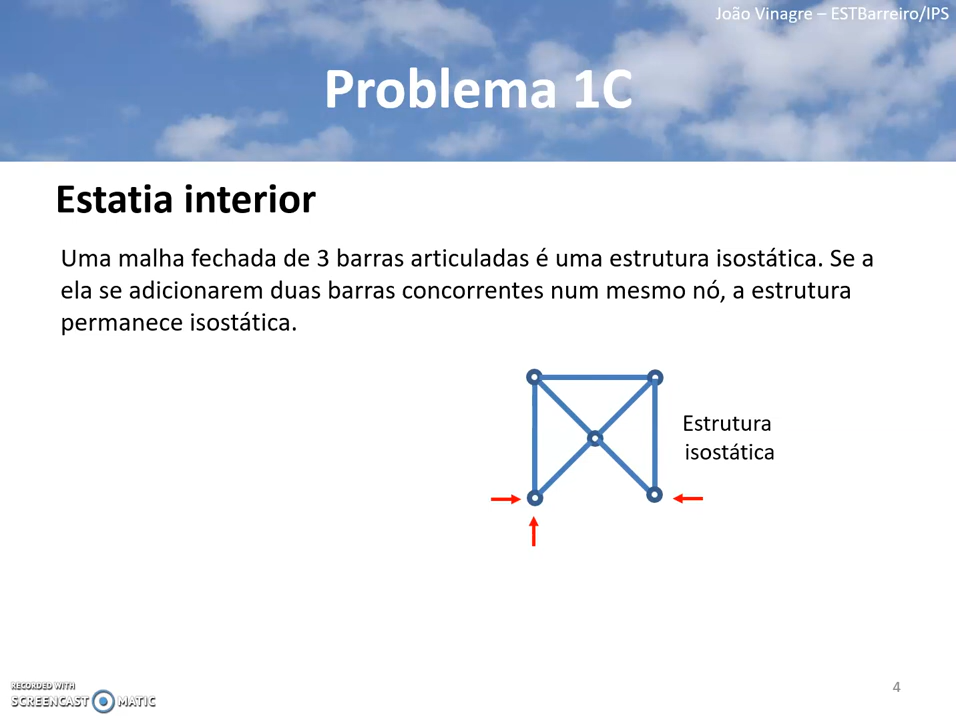 João Vinagre – ESTBarreiro/IPS
Problema 1C
Estatia interior
Uma malha fechada de 3 barras articuladas é uma estrutura isostática. Se a
ela se adicionarem duas barras concorrentes num mesmo nó, a estrutura
permanece isostática.
Estrutura
isostática
RECORDED WITH
SCREENCAST MATIC
4